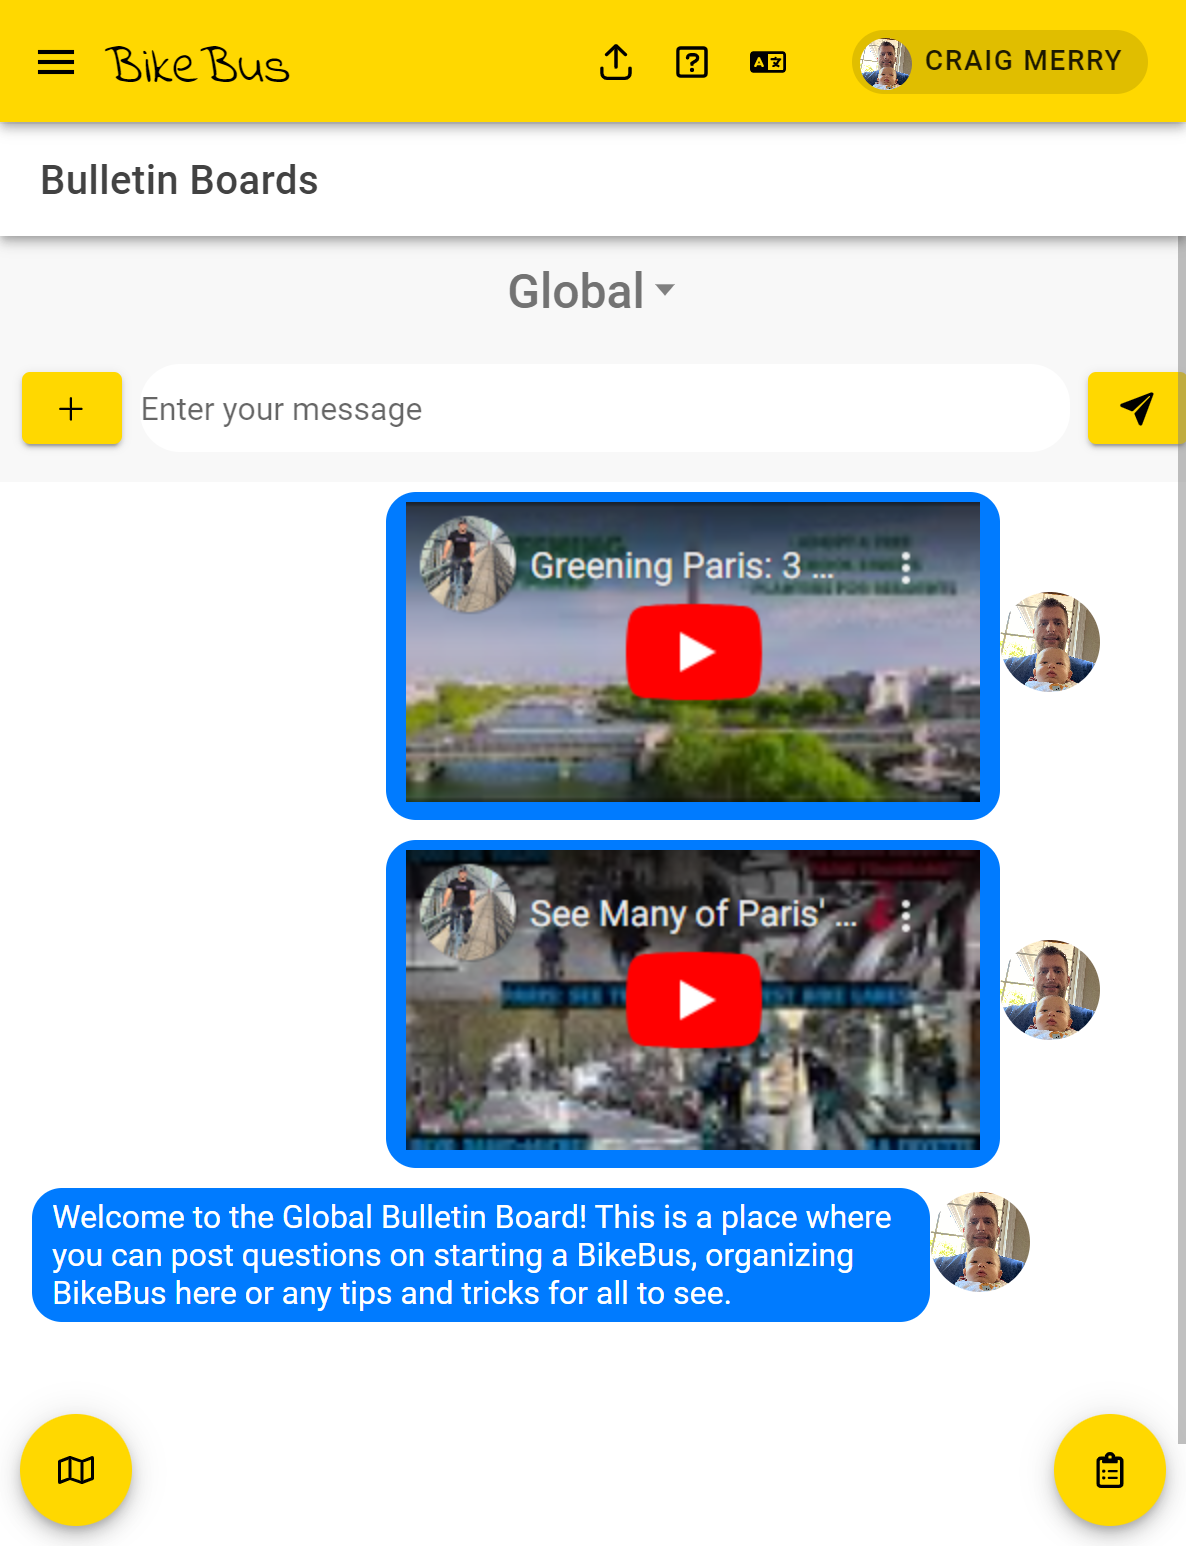 BikeBus
CRAIG MERRY
Bulletin Boards
Global
Enter your message
Greening Paris: 3 ...
See Many of Paris' ...
Welcome to the Global Bulletin Board! This is a place where
you can post questions on starting a BikeBus, organizing
BikeBus here or any tips and tricks for all to see.